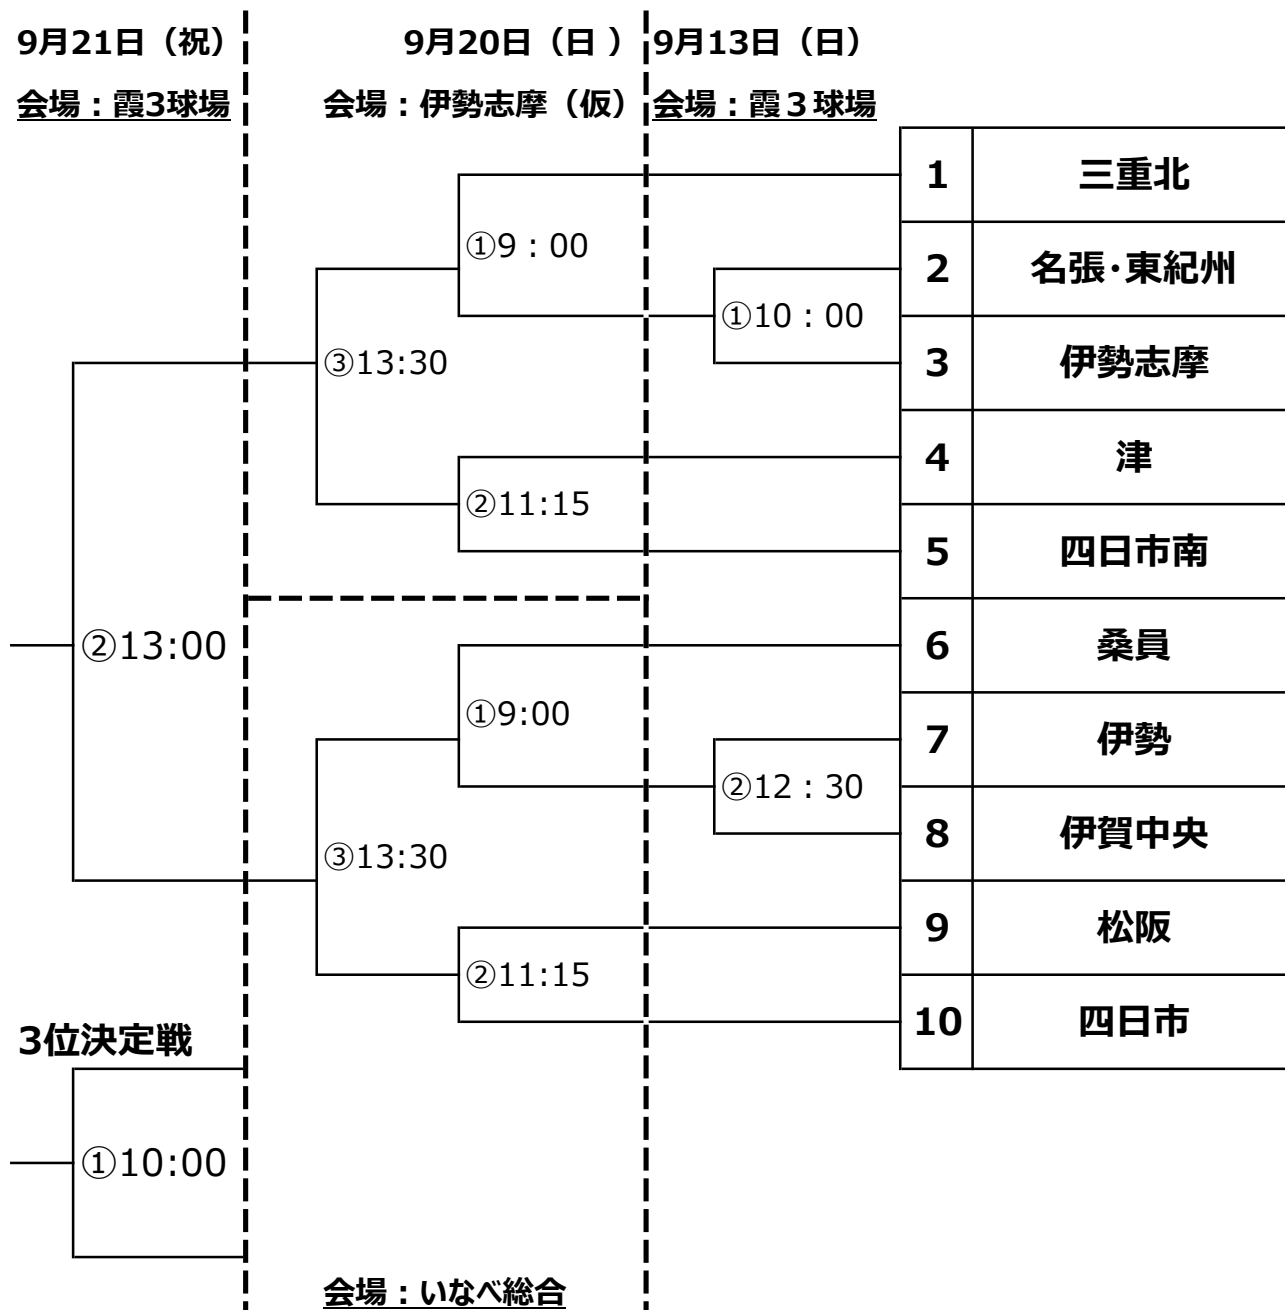 9月21日（祝）
9月20日（日 ）
9月13日（日）
会場：霞3球場
会場：伊勢志摩（仮）
会場：霞３球場
1 三重北
①9：00
2 名張・東紀州
①10：00
③13:30
3 伊勢志摩
4 津
②11:15
5 四日市南
②13:00
6 桑員
①9:00
7 伊勢
②12：30
8 伊賀中央
③13:30
9 松阪
②11:15
10 四日市
3位決定戦
①10:00
会場：いなべ総合